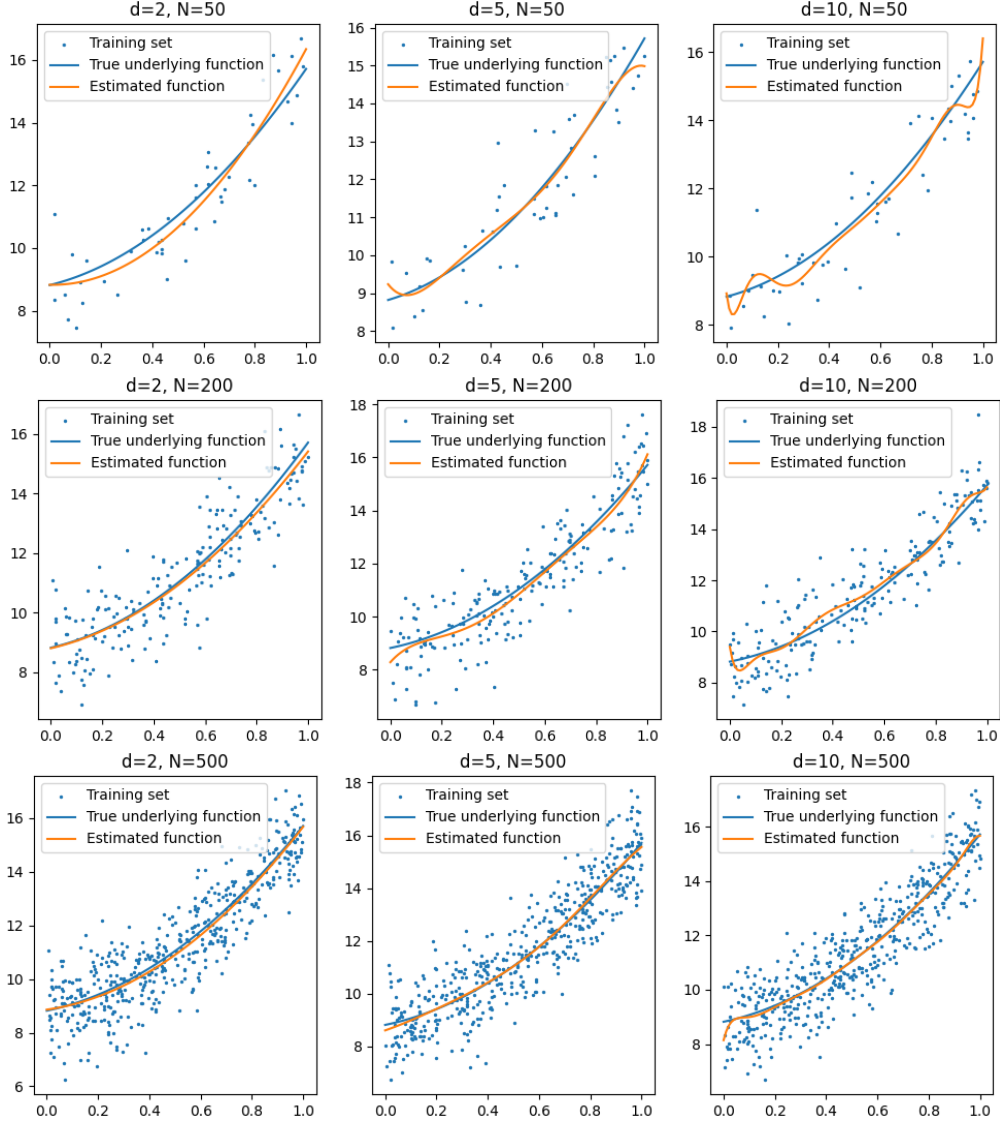 d=2, N=50
Training set
True underlying function
Estimated function
16
14
12
10
8
0.0 0.2 0.4 0.6 0.8 1.0
d=5, N=50
Training set
True underlying function
Estimated function
16
15
14
13
12
11
10
9
8
0.0 0.2 0.4 0.6 0.8 1.0
d=10, N=50
Training set
True underlying function
Estimated function
16
14
12
10
8
0.0 0.2 0.4 0.6 0.8 1.0
d=2, N=200
Training set
True underlying function
Estimated function
16
14
12
10
8
0.0 0.2 0.4 0.6 0.8 1.0
d=5, N=200
Training set
True underlying function
Estimated function
18
16
14
12
10
8
0.0 0.2 0.4 0.6 0.8 1.0
d=10, N=200
Training set
True underlying function
Estimated function
18
16
14
12
10
8
0.0 0.2 0.4 0.6 0.8 1.0
d=2, N=500
Training set
True underlying function
Estimated function
16
14
12
10
8
6
0.0 0.2 0.4 0.6 0.8 1.0
d=5, N=500
Training set
True underlying function
Estimated function
18
16
14
12
10
8
0.0 0.2 0.4 0.6 0.8 1.0
d=10, N=500
Training set
True underlying function
Estimated function
16
14
12
10
8
0.0 0.2 0.4 0.6 0.8 1.0